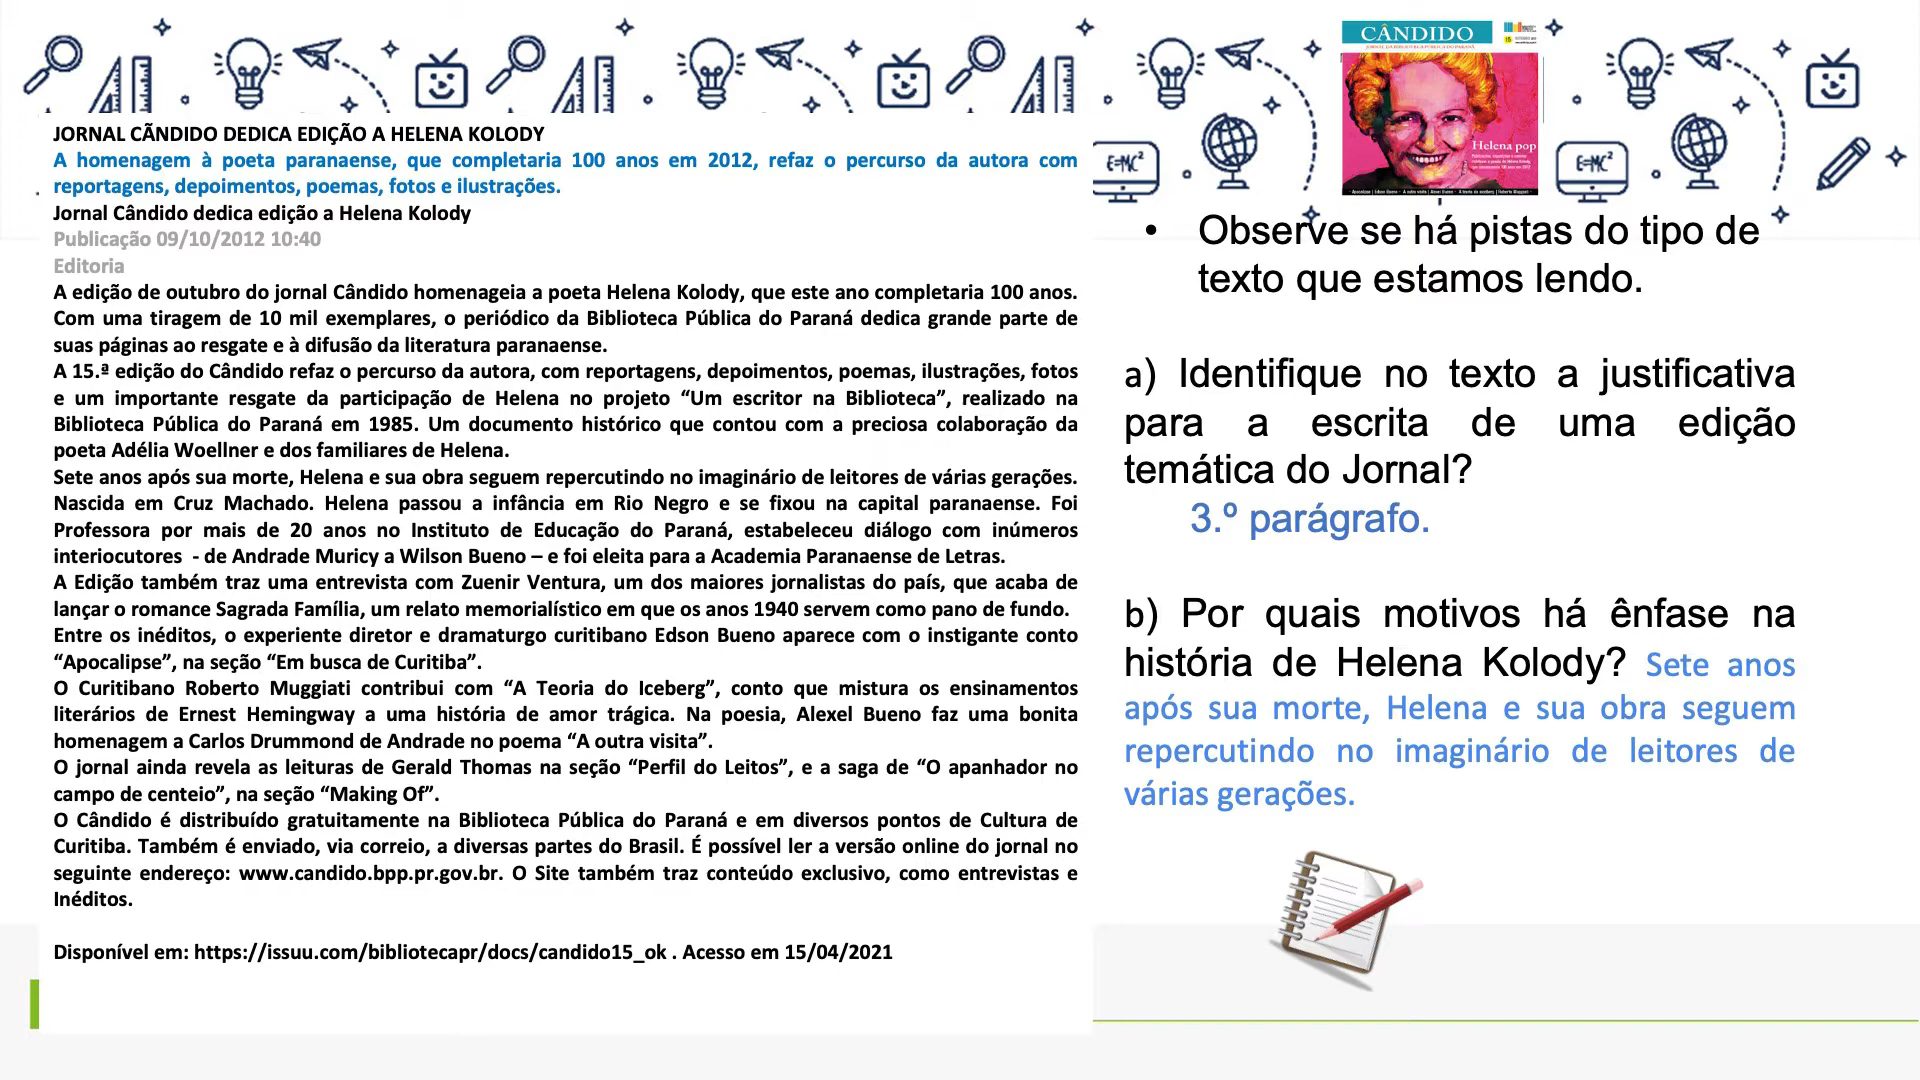 JORNAL CÃNDIDO DEDICA EDIÇÃO A HELENA KOLODY
A homenagem à poeta paranaense, que completaria 100 anos em 2012, refaz o percurso da autora com
reportagens, depoimentos, poemas, fotos e ilustrações.
Jornal Cândido dedica edição a Helena Kolody
Publicação 09/10/2012 10:40
Editoria
A edição de outubro do jornal Cândido homenageia a poeta Helena Kolody, que este ano completaria 100 anos.
Com uma tiragem de 10 mil exemplares, o periódico da Biblioteca Pública do Paraná dedica grande parte de
suas páginas ao resgate e à difusão da literatura paranaense.
A 15.ª edição do Cândido refaz o percurso da autora, com reportagens, depoimentos, poemas, ilustrações, fotos
e um importante resgate da participação de Helena no projeto “Um escritor na Biblioteca”, realizado na
Biblioteca Pública do Paraná em 1985. Um documento histórico que contou com a preciosa colaboração da
poeta Adélia Woellner e dos familiares de Helena.
Sete anos após sua morte, Helena e sua obra seguem repercutindo no imaginário de leitores de várias gerações.
Nascida em Cruz Machado. Helena passou a infância em Rio Negro e se fixou na capital paranaense. Foi
Professora por mais de 20 anos no Instituto de Educação do Paraná, estabeleceu diálogo com inúmeros
interiocutores - de Andrade Muricy a Wilson Bueno – e foi eleita para a Academia Paranaense de Letras.
A Edição também traz uma entrevista com Zuenir Ventura, um dos maiores jornalistas do país, que acaba de
lançar o romance Sagrada Família, um relato memorialístico em que os anos 1940 servem como pano de fundo.
Entre os inéditos, o experiente diretor e dramaturgo curitibano Edson Bueno aparece com o instigante conto
“Apocalipse”, na seção “Em busca de Curitiba”.
O Curitibano Roberto Muggiati contribui com “A Teoria do Iceberg”, conto que mistura os ensinamentos
literários de Ernest Hemingway a uma história de amor trágica. Na poesia, Alexel Bueno faz uma bonita
homenagem a Carlos Drummond de Andrade no poema “A outra visita”.
O jornal ainda revela as leituras de Gerald Thomas na seção “Perfil do Leitos”, e a saga de “O apanhador no
campo de centeio”, na seção “Making Of”.
O Cândido é distribuído gratuitamente na Biblioteca Pública do Paraná e em diversos pontos de Cultura de
Curitiba. Também é enviado, via correio, a diversas partes do Brasil. É possível ler a versão online do jornal no
seguinte endereço: www.candido.bpp.pr.gov.br. O Site também traz conteúdo exclusivo, como entrevistas e
Inéditos.
Disponível em: https://issuu.com/bibliotecapr/docs/candido15_ok . Acesso em 15/04/2021
CÂNDIDO
JORNAL DA BIBLIOTECA PÚBLICA DO PARANÁ
Helena pop
E=MC²
E=MC²
• Observe se há pistas do tipo de
texto que estamos lendo.
a) Identifique no texto a justificativa
para a escrita de uma edição
temática do Jornal?
3.º parágrafo.
b) Por quais motivos há ênfase na
história de Helena Kolody? Sete anos
após sua morte, Helena e sua obra seguem
repercutindo no imaginário de leitores de
várias gerações.